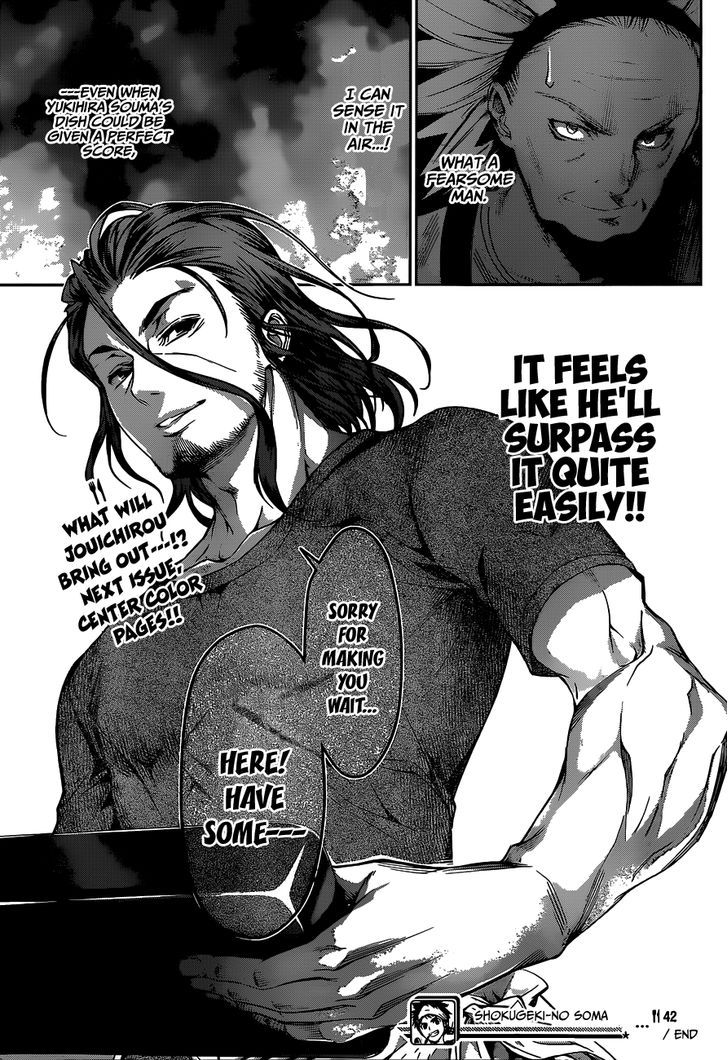 WHAT A
FEARSOME
MAN.
I CAN
SENSE IT
IN THE
AIR...!
---EVEN WHEN
YUKIHIRA SOUMA'S
DISH COULD BE
GIVEN A PERFECT
SCORE,
IT FEELS
LIKE HE'LL
SURPASS
IT QUITE
EASILY!!
SORRY
FOR
MAKING
YOU
WAIT...
HERE!
HAVE
SOME---
WHAT WILL
JOUICHIROU
BRING OUT---!?
NEXT ISSUE,
CENTER COLOR
PAGES!!
SHOKUGEKI-NO SOMA
... 42
/ END